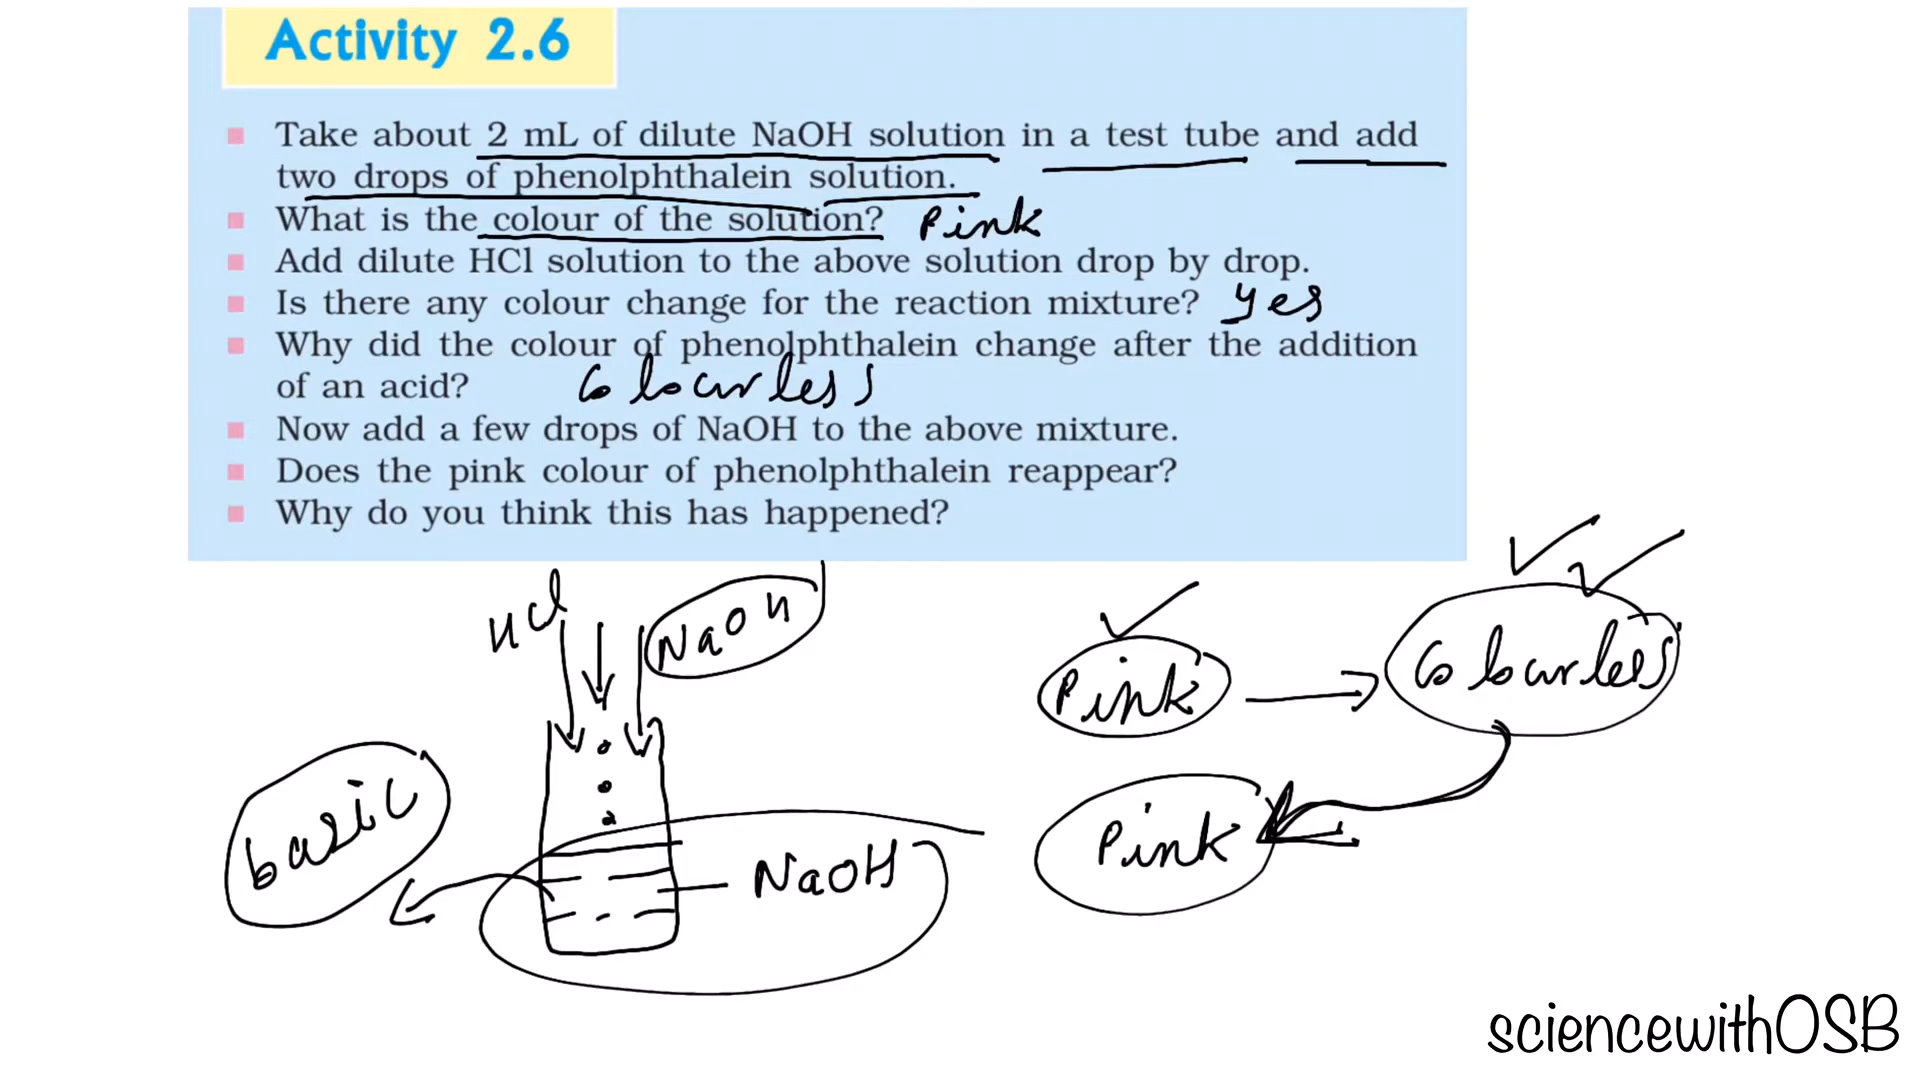 Activity 2.6
Take about 2 mL of dilute NaOH solution in a test tube and add
two drops of phenolphthalein solution.
What is the colour of the solution? Pink
Add dilute HCl solution to the above solution drop by drop.
Is there any colour change for the reaction mixture? yes
Why did the colour of phenolphthalein change after the addition
of an acid? Colourless
Now add a few drops of NaOH to the above mixture.
Does the pink colour of phenolphthalein reappear?
Why do you think this has happened?
HCl NaOH
Pink Colourless
basic
NaOH Pink
sciencewithOSB